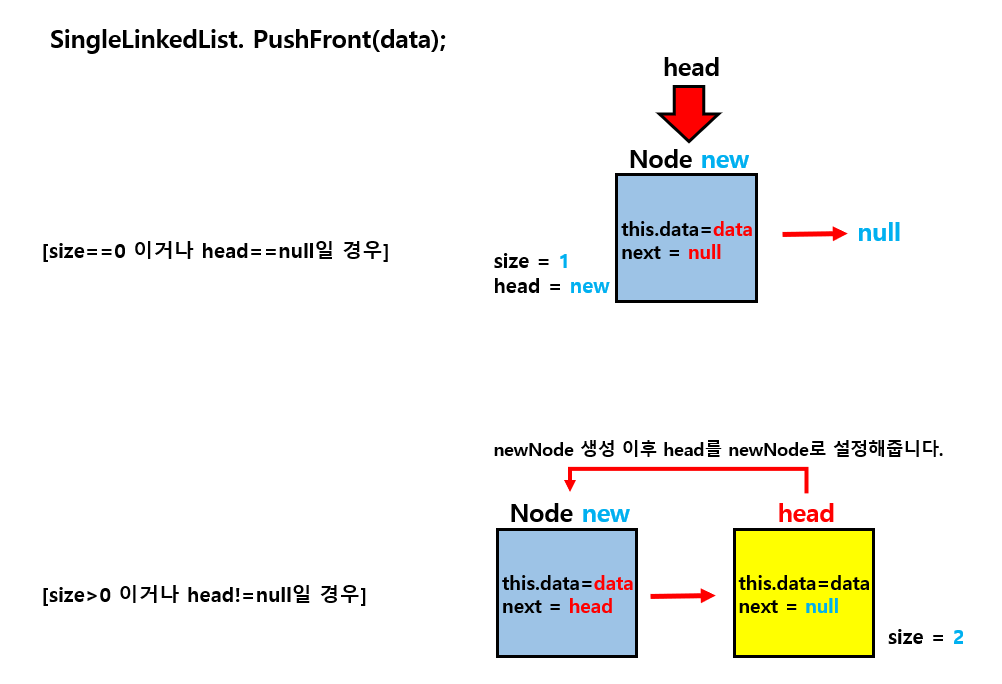 SingleLinkedList. PushFront(data);
head
Node new
this.data=data
next = null
null
[size==0 이거나 head==null일 경우]
size = 1
head = new
newNode 생성 이후 head를 newNode로 설정해줍니다.
Node new
head
this.data=data
next = head
this.data=data
next = null
[size>0 이거나 head!=null일 경우]
size = 2